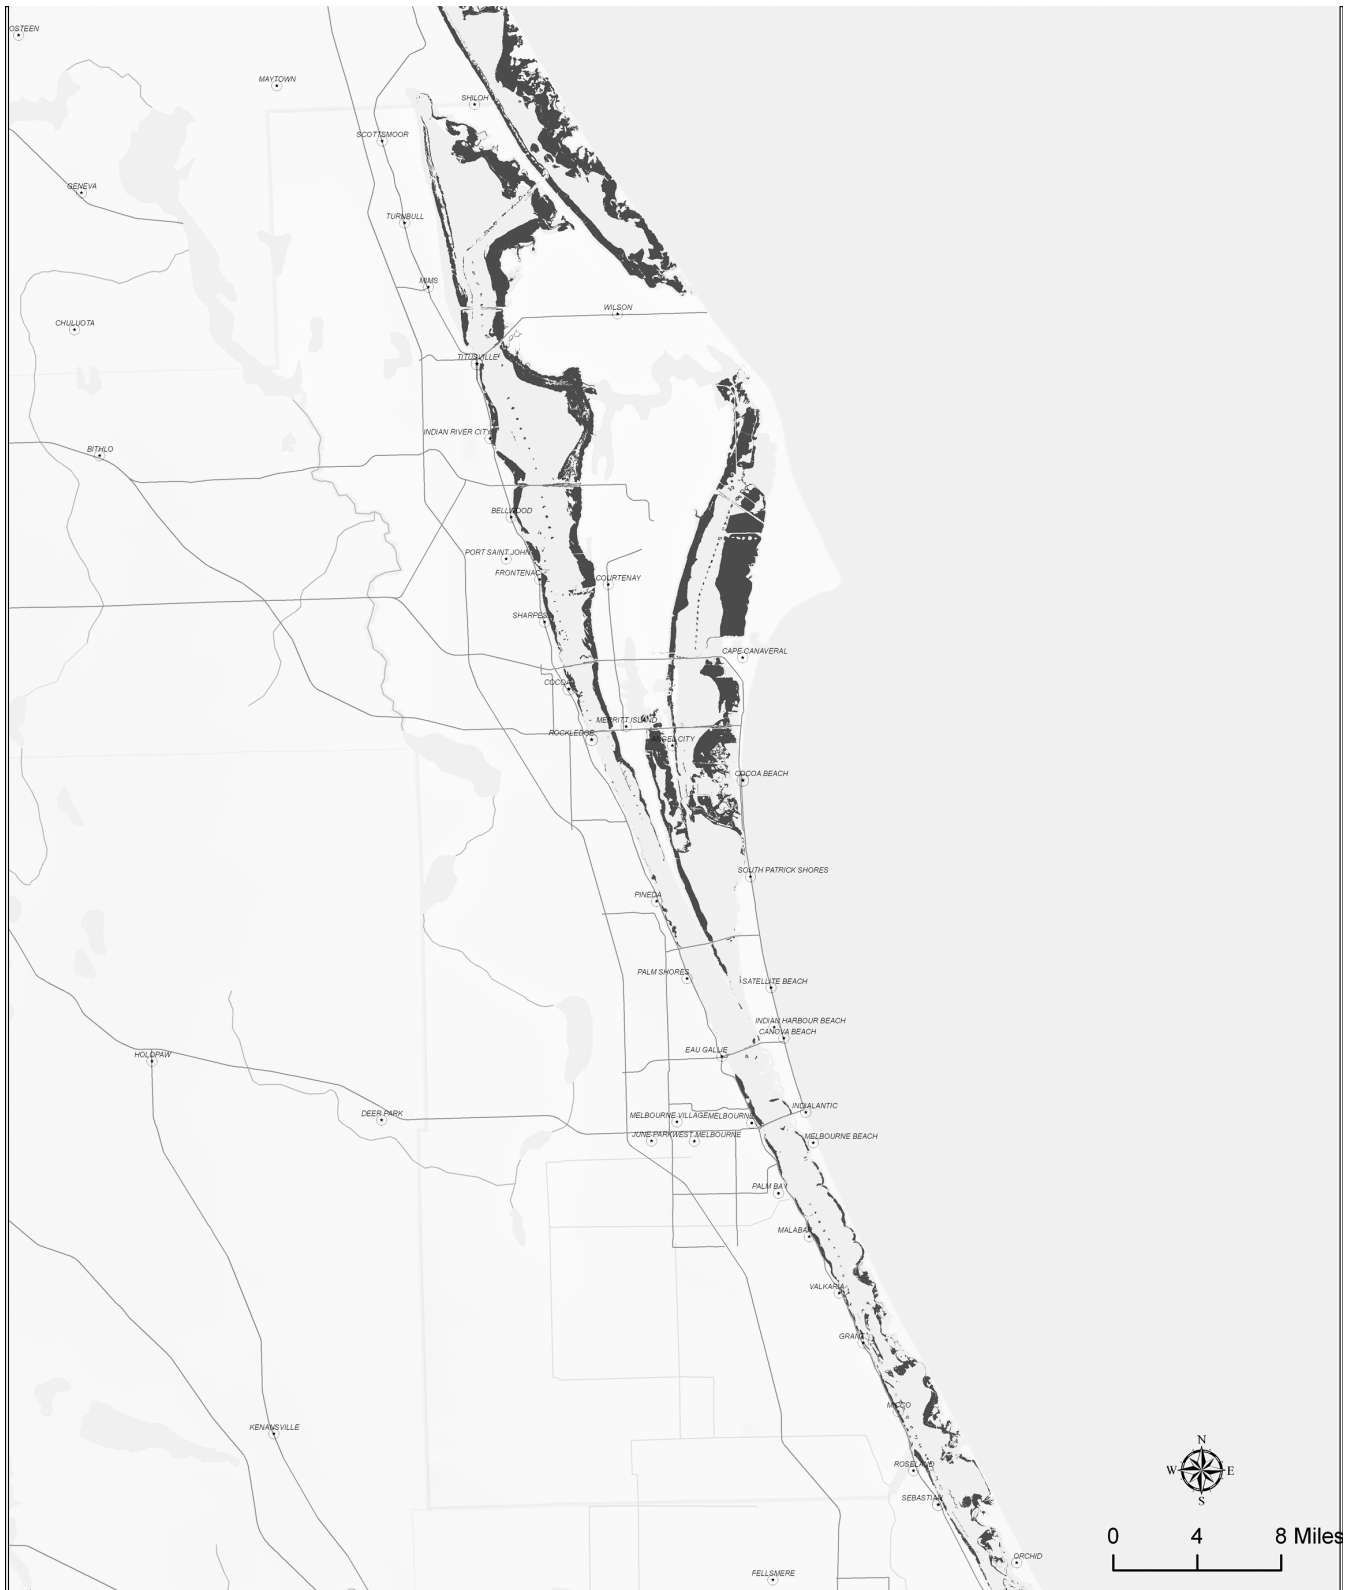 OSTEEN
MAYTOWN
SHILOH
SCOTTSMOOR
GENEVA
TURNBULL
MIMS
WILSON
CHULUOTA
TITUSVILLE
INDIAN RIVER CITY
BITHLO
BELLWOOD
PORT SAINT JOHN
FRONTENAC
COURTENAY
SHARPES
CAPE CANAVERAL
COCOA
MERRITT ISLAND
ROCKLEDGE
ANGEL CITY
COCOA BEACH
SOUTH PATRICK SHORES
PINEDA
PALM SHORES
SATELLITE BEACH
INDIAN HARBOUR BEACH
CANOVA BEACH
EAU GALLIE
HOLOPAW
DEER PARK
INDIALANTIC
MELBOURNE VILLAGE
MELBOURNE
JUNE PARK
WEST MELBOURNE
MELBOURNE BEACH
PALM BAY
MALABAR
VALKARIA
GRANT
MICCO
KENANSVILLE
ROSELAND
SEBASTIAN
ORCHID
FELLSMERE
N
W E
S
0 4 8 Miles